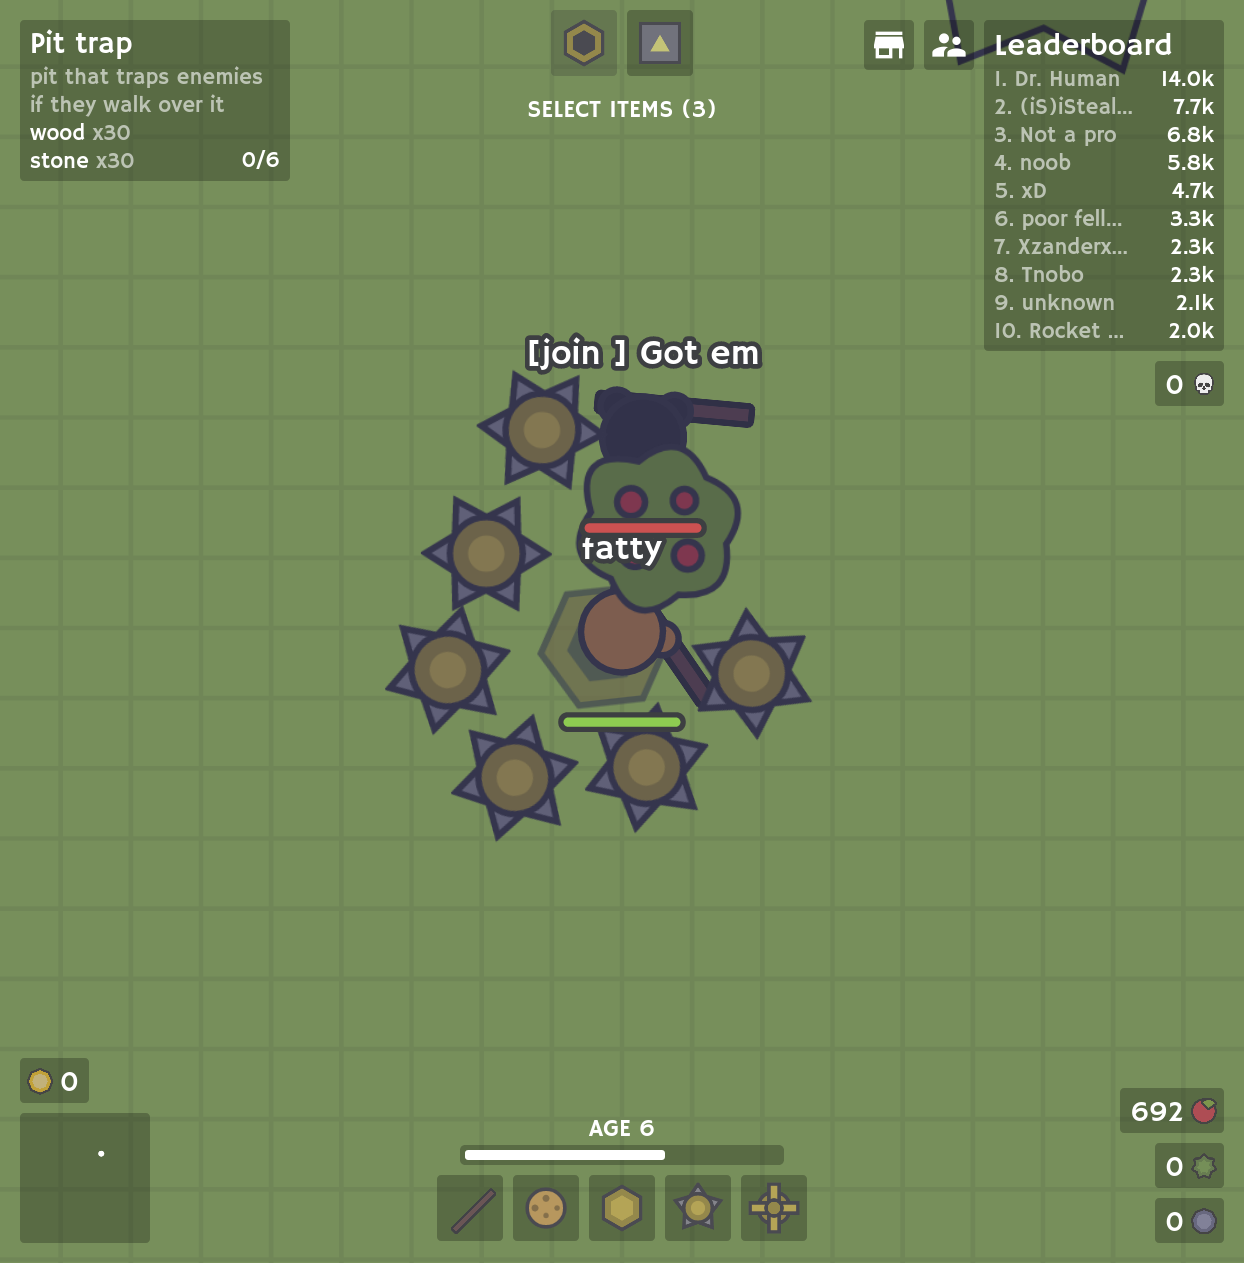 Pit trap
pit that traps enemies
if they walk over it
wood x30
stone x30 0/6
SELECT ITEMS (3)
Leaderboard
1. Dr. Human 14.0k
2. (iS)iSteal... 7.7k
3. Not a pro 6.8k
4. noob 5.8k
5. xD 4.7k
6. poor fell... 3.3k
7. Xzanderx... 2.3k
8. Tnobo 2.3k
9. unknown 2.1k
10. Rocket ... 2.0k
0
[join ] Got em
fatty
0
AGE 6
692
0
0